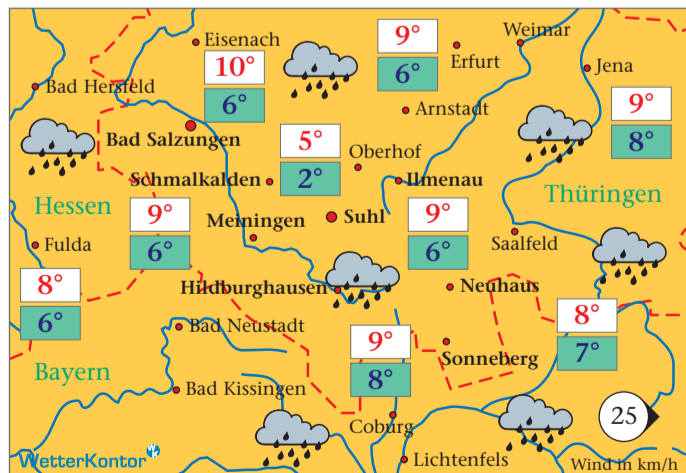 Weimar
Eisenach
9°
6°
Erfurt
10°
6°
Jena
Bad Hersfeld
9°
8°
Arnstadt
Bad Salzungen
5°
2°
Oberhof
Schmalkalden
Ilmenau
Thüringen
Hessen
9°
6°
Meiningen
Suhl
9°
6°
Saalfeld
Fulda
8°
6°
Hildburghausen
Neuhaus
8°
7°
Bad Neustadt
9°
8°
Sonneberg
Bayern
Bad Kissingen
Coburg
25
WetterKontor
WK
Lichtenfels
Wind in km/h